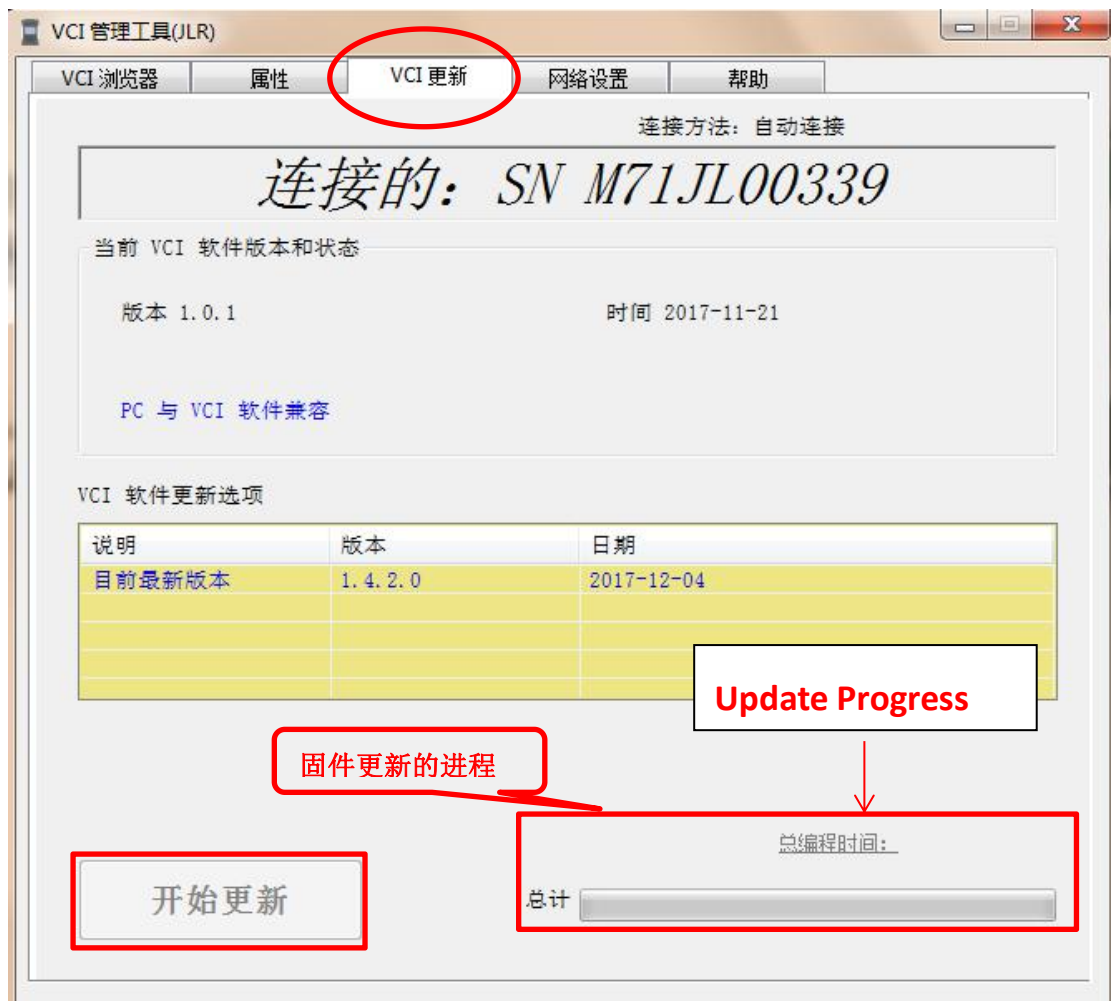 VCI 管理工具(JLR)
VCI 浏览器 属性 VCI 更新 网络设置 帮助
连接方法: 自动连接
连接的: SN M71JL00339
当前 VCI 软件版本和状态
版本 1.0.1 时间 2017-11-21
PC 与 VCI 软件兼容
VCI 软件更新选项
说明 版本 日期
目前最新版本 1.4.2.0 2017-12-04
Update Progress
固件更新的进程
总编程时间:
开始更新
总计